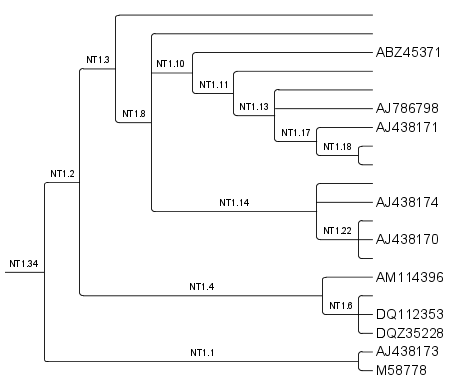 NT1.3
NT1.10
ABZ45371
NT1.11
NT1.13
AJ786798
NT1.8
AJ438171
NT1.17
NT1.18
NT1.2
NT1.14
AJ438174
NT1.22
AJ438170
NT1.34
AM114396
NT1.4
NT1.6
DQ112353
DQZ35228
NT1.1
AJ438173
M58778